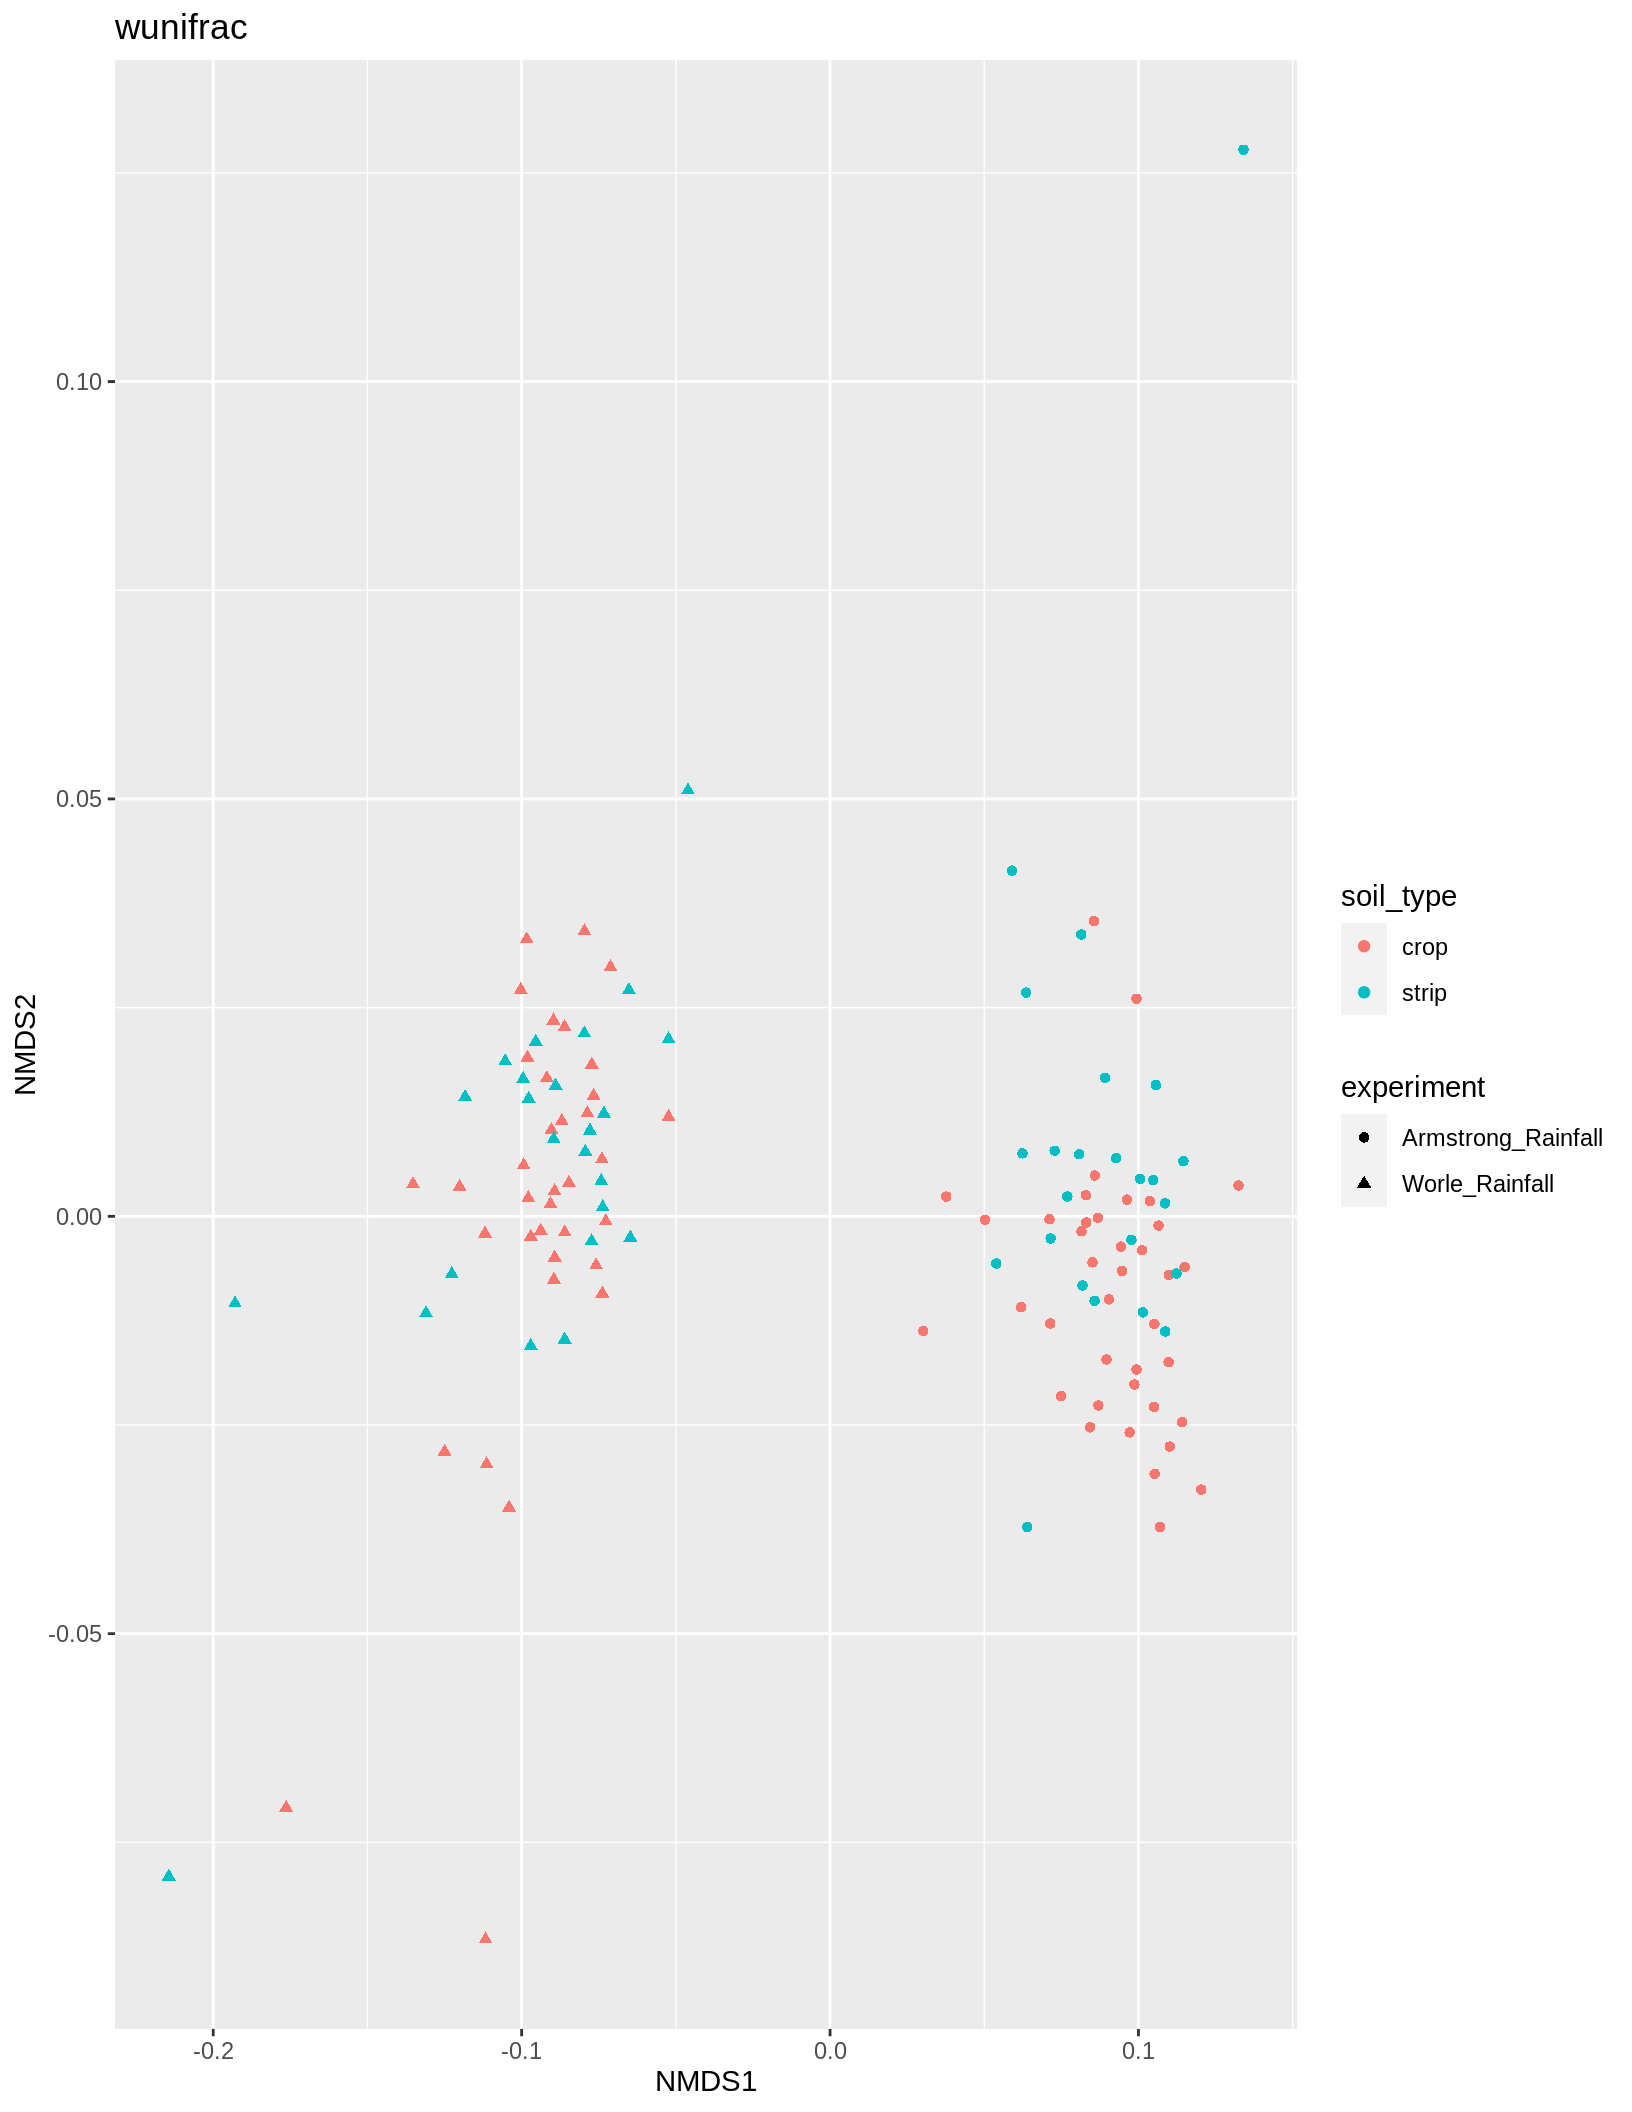 wunifrac
0.10
0.05
0.00
-0.05
NMDS2
-0.2
-0.1
0.0
0.1
NMDS1
soil_type
crop
strip
experiment
Armstrong_Rainfall
Worle_Rainfall